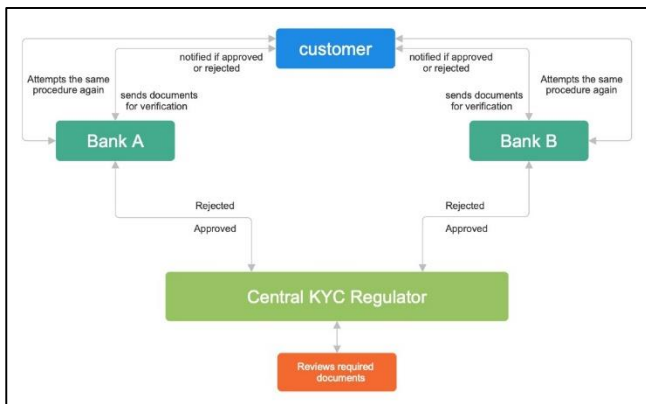 customer
notified if approved
or rejected
notified if approved
or rejected
Attempts the same
procedure again
Attempts the same
procedure again
sends documents
for verification
sends documents
for verification
Bank A
Bank B
Rejected
Approved
Rejected
Approved
Central KYC Regulator
Reviews required
documents